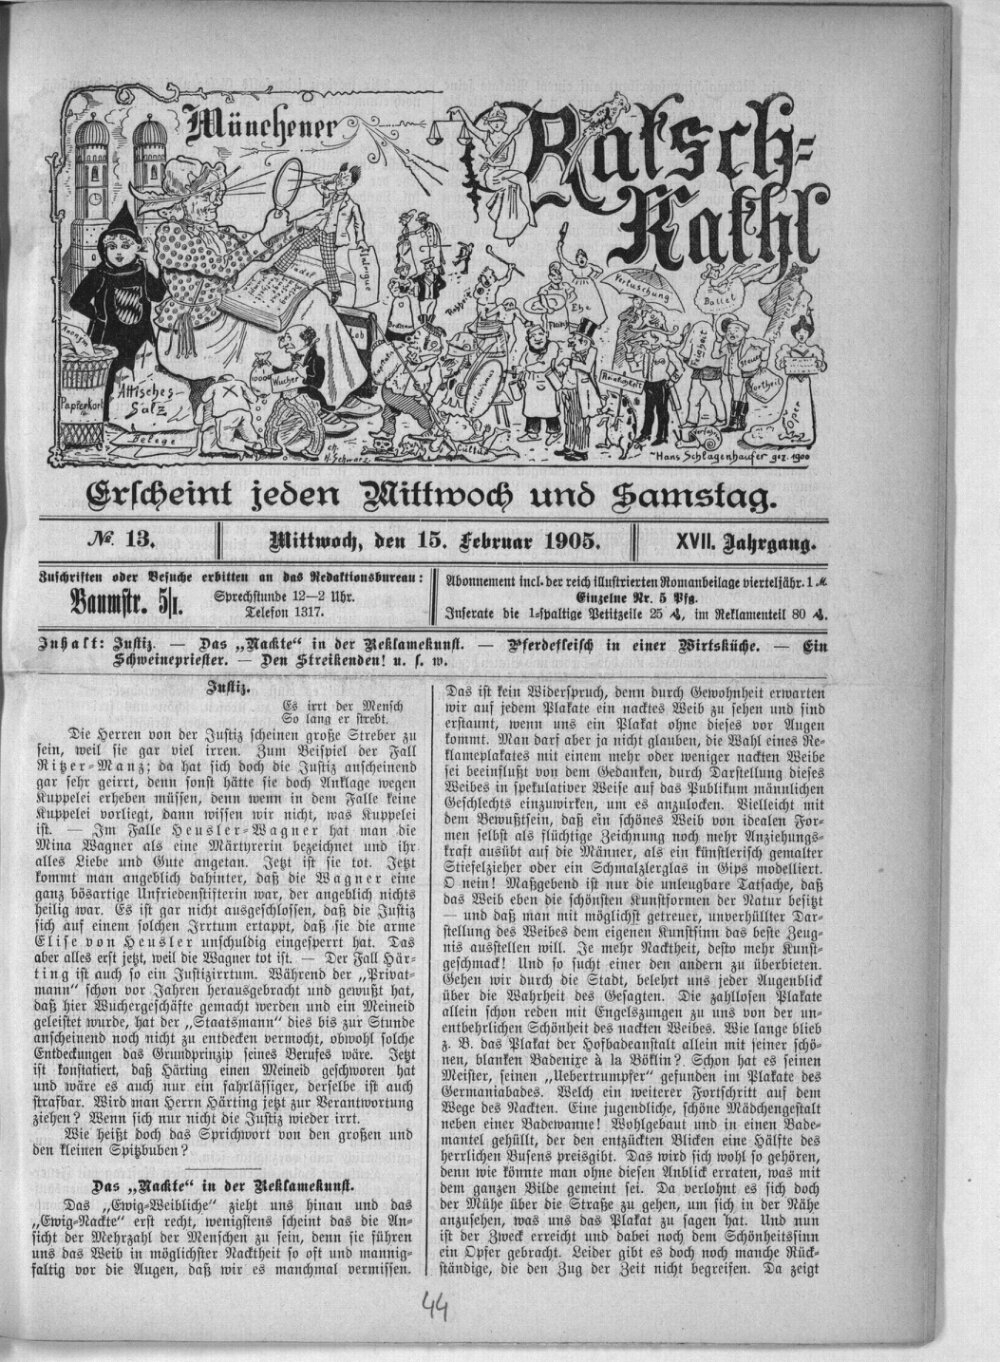 Münchener
Ratsch-
Kathl
Intrigue
Tadel
Lob
Vertuschung
Ballet
Ehe
Wucher
1000
Papierkorb
Attisches
Salz
Belege
Vortheil
Hans Schlagenhaufer gez. 1900
Erscheint jeden Mittwoch und Samstag.
№ 13.
Mittwoch, den 15. Februar 1905.
XVII. Jahrgang.
Zuschriften oder Besuche erbitten an das Redaktionsbureau:
Baumstr. 5/I.
Sprechstunde 12—2 Uhr.
Telefon 1317.
Abonnement incl. der reich illustrierten Romanbeilage vierteljähr. 1 ℳ
Einzelne Nr. 5 Pfg.
Inserate die 1-spaltige Petitzeile 25 ₰, im Reklamenteil 80 ₰.
Inhalt: Justiz. — Das „Nackte“ in der Reklamekunst. — Pferdefleisch in einer Wirtsküche. — Ein
Schweinepriester. — Den Streikenden! u. s. w.
Justiz.
Es irrt der Mensch
So lang er strebt.
Die Herren von der Justiz scheinen große Streber zu
sein, weil sie gar viel irren. Zum Beispiel der Fall
Ritzer-Manz; da hat sich doch die Justiz anscheinend
gar sehr geirrt, denn sonst hätte sie doch Anklage wegen
Kuppelei erheben müssen, denn wenn in dem Falle keine
Kuppelei vorliegt, dann wissen wir nicht, was Kuppelei
ist. — Im Falle Heusler-Wagner hat man die
Mina Wagner als eine Märtyrerin bezeichnet und ihr
alles Liebe und Gute angetan. Jetzt ist sie tot. Jetzt
kommt man angeblich dahinter, daß die Wagner eine
ganz bösartige Unfriedenstifterin war, der angeblich nichts
heilig war. Es ist gar nicht ausgeschlossen, daß die Justiz
sich auf einem solchen Irrtum ertappt, daß sie die arme
Elise von Heusler unschuldig eingesperrt hat. Das
aber alles erst jetzt, weil die Wagner tot ist. — Der Fall Här-
ting ist auch so ein Justizirrtum. Während der „Privat-
mann“ schon vor Jahren herausgebracht und gewußt hat,
daß hier Wuchergeschäfte gemacht werden und ein Meineid
geleistet wurde, hat der „Staatsmann“ dies bis zur Stunde
anscheinend noch nicht zu entdecken vermocht, obwohl solche
Entdeckungen das Grundprinzip seines Berufes wäre. Jetzt
ist konstatiert, daß Härting einen Meineid geschworen hat
und wäre es auch nur ein fahrlässiger, derselbe ist auch
strafbar. Wird man Herrn Härting jetzt zur Verantwortung
ziehen? Wenn sich nur nicht die Justiz wieder irrt.
Wie heißt doch das Sprichwort von den großen und
den kleinen Spitzbuben?
Das „Nackte“ in der Reklamekunst.
Das „Ewig-Weibliche“ zieht uns hinan und das
„Ewig-Nackte“ erst recht, wenigstens scheint das die An-
sicht der Mehrzahl der Menschen zu sein, denn sie führen
uns das Weib in möglichster Nacktheit so oft und mannig-
faltig vor die Augen, daß wir es manchmal vermissen.
Das ist kein Widerspruch, denn durch Gewohnheit erwarten
wir auf jedem Plakate ein nacktes Weib zu sehen und sind
erstaunt, wenn uns ein Plakat ohne dieses vor Augen
kommt. Man darf aber ja nicht glauben, die Wahl eines Re-
klameplakates mit einem mehr oder weniger nackten Weibe
sei beeinflußt von dem Gedanken, durch Darstellung dieses
Weibes in spekulativer Weise auf das Publikum männlichen
Geschlechts einzuwirken, um es anzulocken. Vielleicht mit
dem Bewußtsein, daß ein schönes Weib von idealen For-
men selbst als flüchtige Zeichnung noch mehr Anziehungs-
kraft ausübt auf die Männer, als ein künstlerisch gemalter
Stiefelzieher oder ein Schmalzlerglas in Gips modelliert.
O nein! Maßgebend ist nur die unleugbare Tatsache, daß
das Weib eben die schönsten Kunstformen der Natur besitzt
— und daß man mit möglichst getreuer, unverhüllter Dar-
stellung des Weibes dem eigenen Kunstsinn das beste Zeug-
nis ausstellen will. Je mehr Nacktheit, desto mehr Kunst-
geschmack! Und so sucht einer den andern zu überbieten.
Gehen wir durch die Stadt, belehrt uns jeder Augenblick
über die Wahrheit des Gesagten. Die zahllosen Plakate
allein schon reden mit Engelszungen zu uns von der un-
entbehrlichen Schönheit des nackten Weibes. Wie lange blieb
z. B. das Plakat der Hofbadeanstalt allein mit seiner schö-
nen, blanken Badenixe à la Böklin? Schon hat es seinen
Meister, seinen „Uebertrumpfer“ gefunden im Plakate des
Germaniabades. Welch ein weiterer Fortschritt auf dem
Wege des Nackten. Eine jugendliche, schöne Mädchengestalt
neben einer Badewanne! Wohlgebaut und in einen Bade-
mantel gehüllt, der den entzückten Blicken eine Hälfte des
herrlichen Busens preisgibt. Das wird sich wohl so gehören,
denn wie könnte man ohne diesen Anblick erraten, was mit
dem ganzen Bilde gemeint sei. Da verlohnt es sich doch
der Mühe über die Straße zu gehen, um sich in der Nähe
anzusehen, was uns das Plakat zu sagen hat. Und nun
ist der Zweck erreicht und dabei noch dem Schönheitssinn
ein Opfer gebracht. Leider gibt es doch noch manche Rück-
ständige, die den Zug der Zeit nicht begreifen. Da zeigt
44